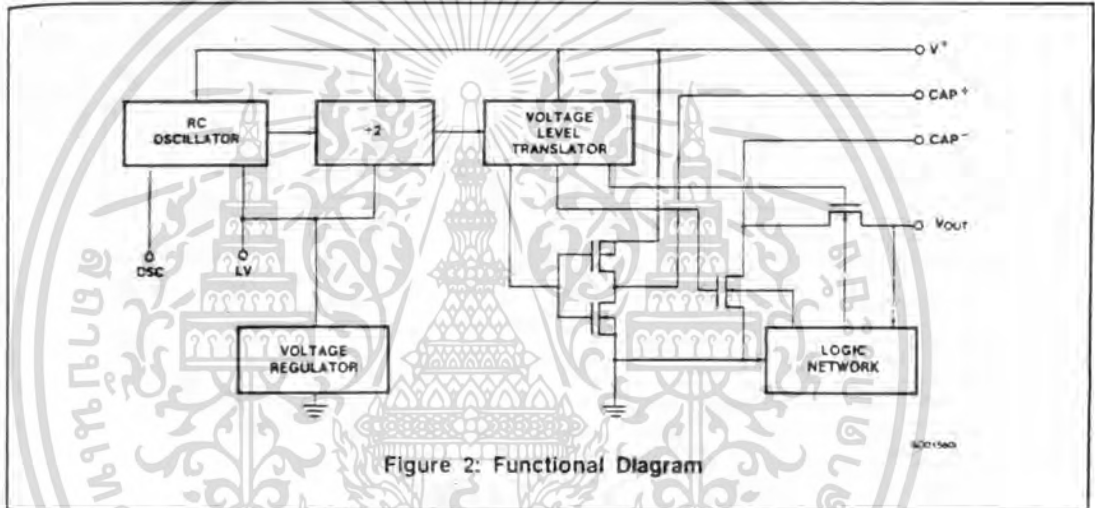 V+
CAP+
CAP-
VOUT
RC
OSCILLATOR
÷2
VOLTAGE
LEVEL
TRANSLATOR
OSC
LV
VOLTAGE
REGULATOR
LOGIC
NETWORK
Figure 2: Functional Diagram